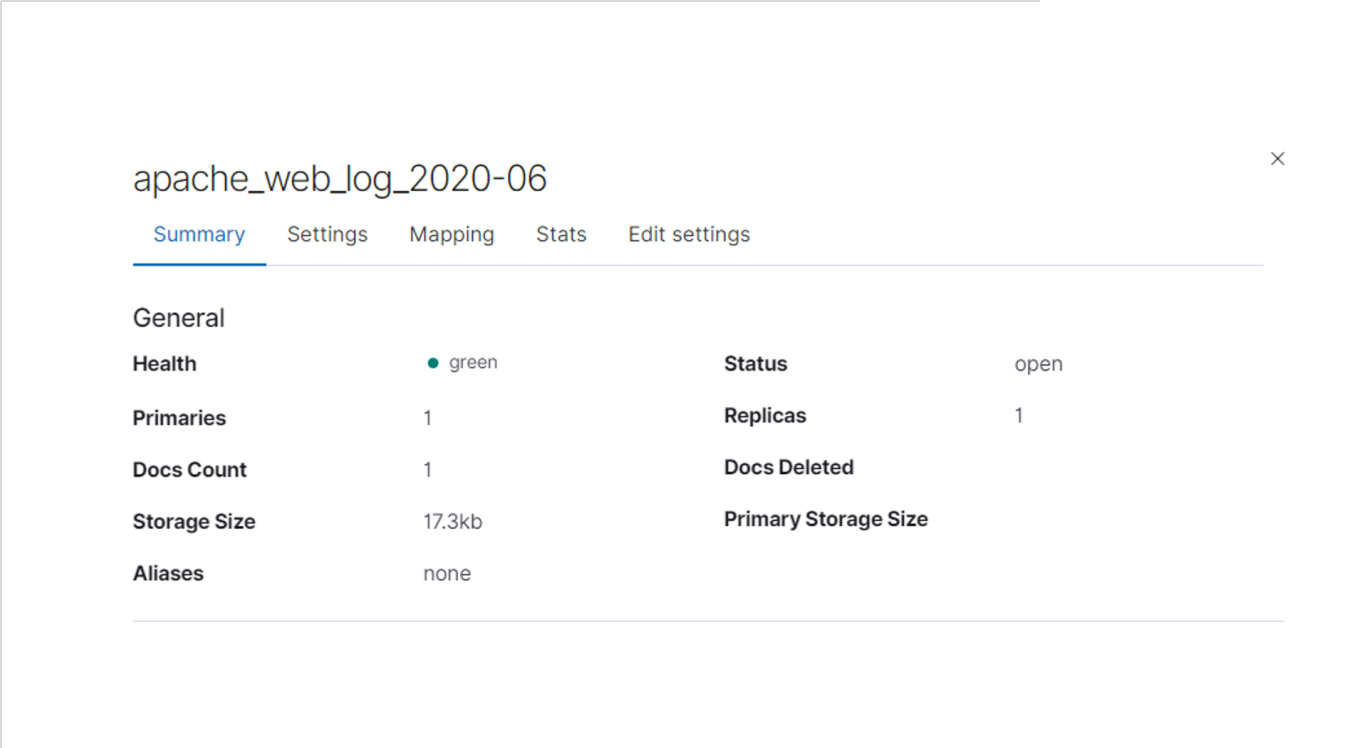 apache_web_log_2020-06
Summary Settings Mapping Stats Edit settings
General
Health green Status open
Primaries 1 Replicas 1
Docs Count 1 Docs Deleted
Storage Size 17.3kb Primary Storage Size
Aliases none